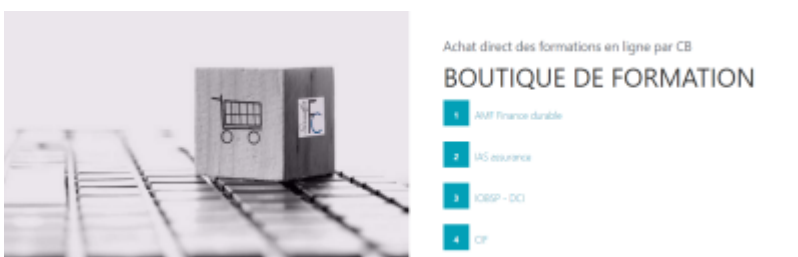 Achat direct des formations en ligne par CB
BOUTIQUE DE FORMATION
1 AMF Finance durable
2 IAS assurance
3 IOBSP - DCI
4 CIF